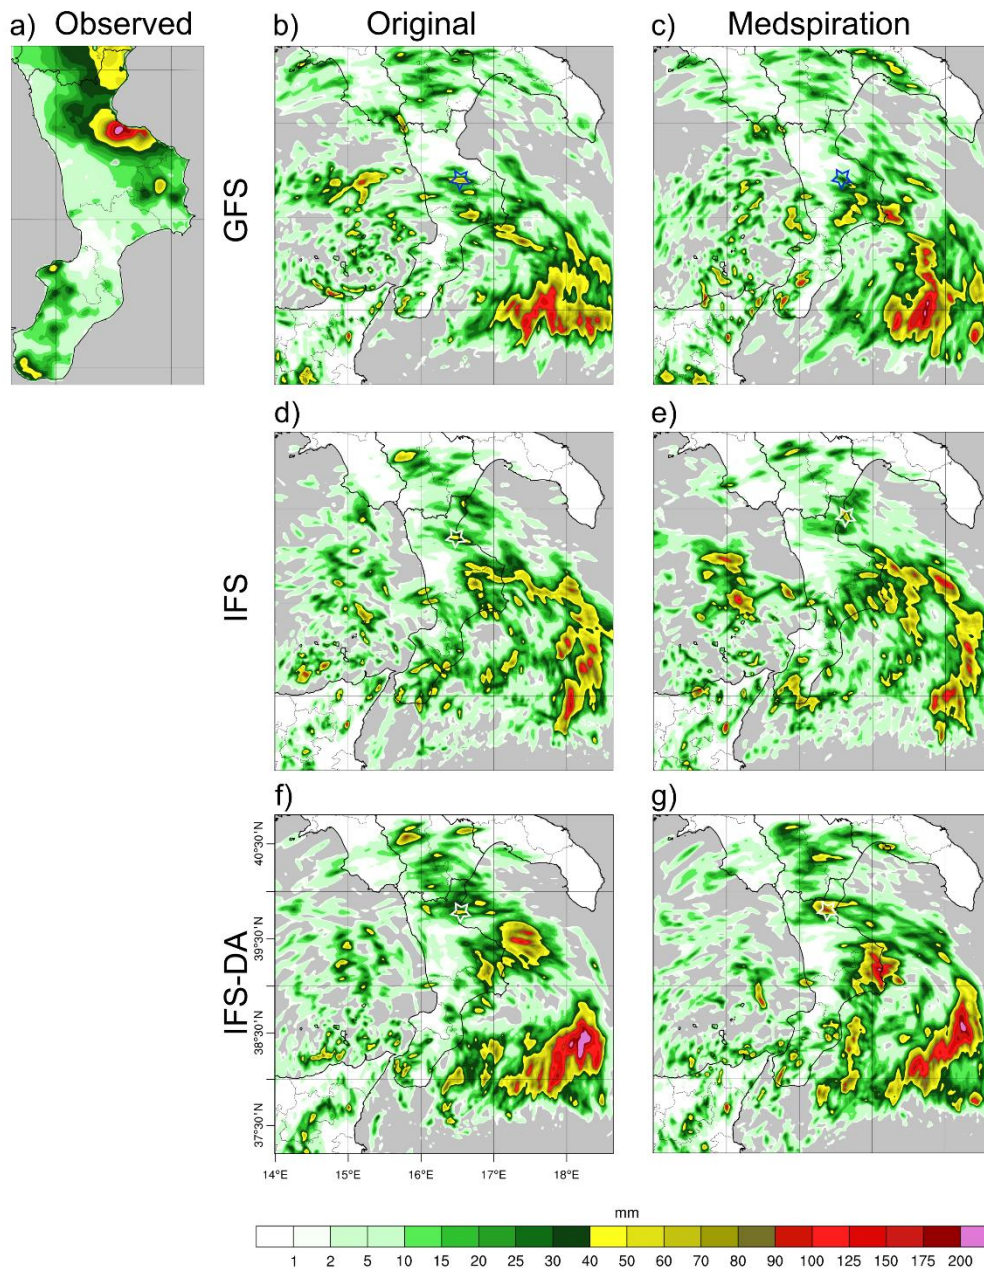 a) Observed
b) Original
c) Medspiration
GFS
d)
e)
IFS
f)
g)
IFS-DA
40°30'N
39°30'N
38°30'N
37°30'N
14°E 15°E 16°E 17°E 18°E
mm
1 2 5 10 15 20 25 30 40 50 60 70 80 90 100 125 150 175 200